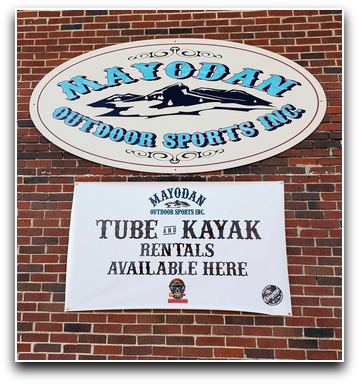 MAYODAN
OUTDOOR SPORTS INC.
MAYODAN
OUTDOOR SPORTS INC.
TUBE AND KAYAK
RENTALS
AVAILABLE HERE